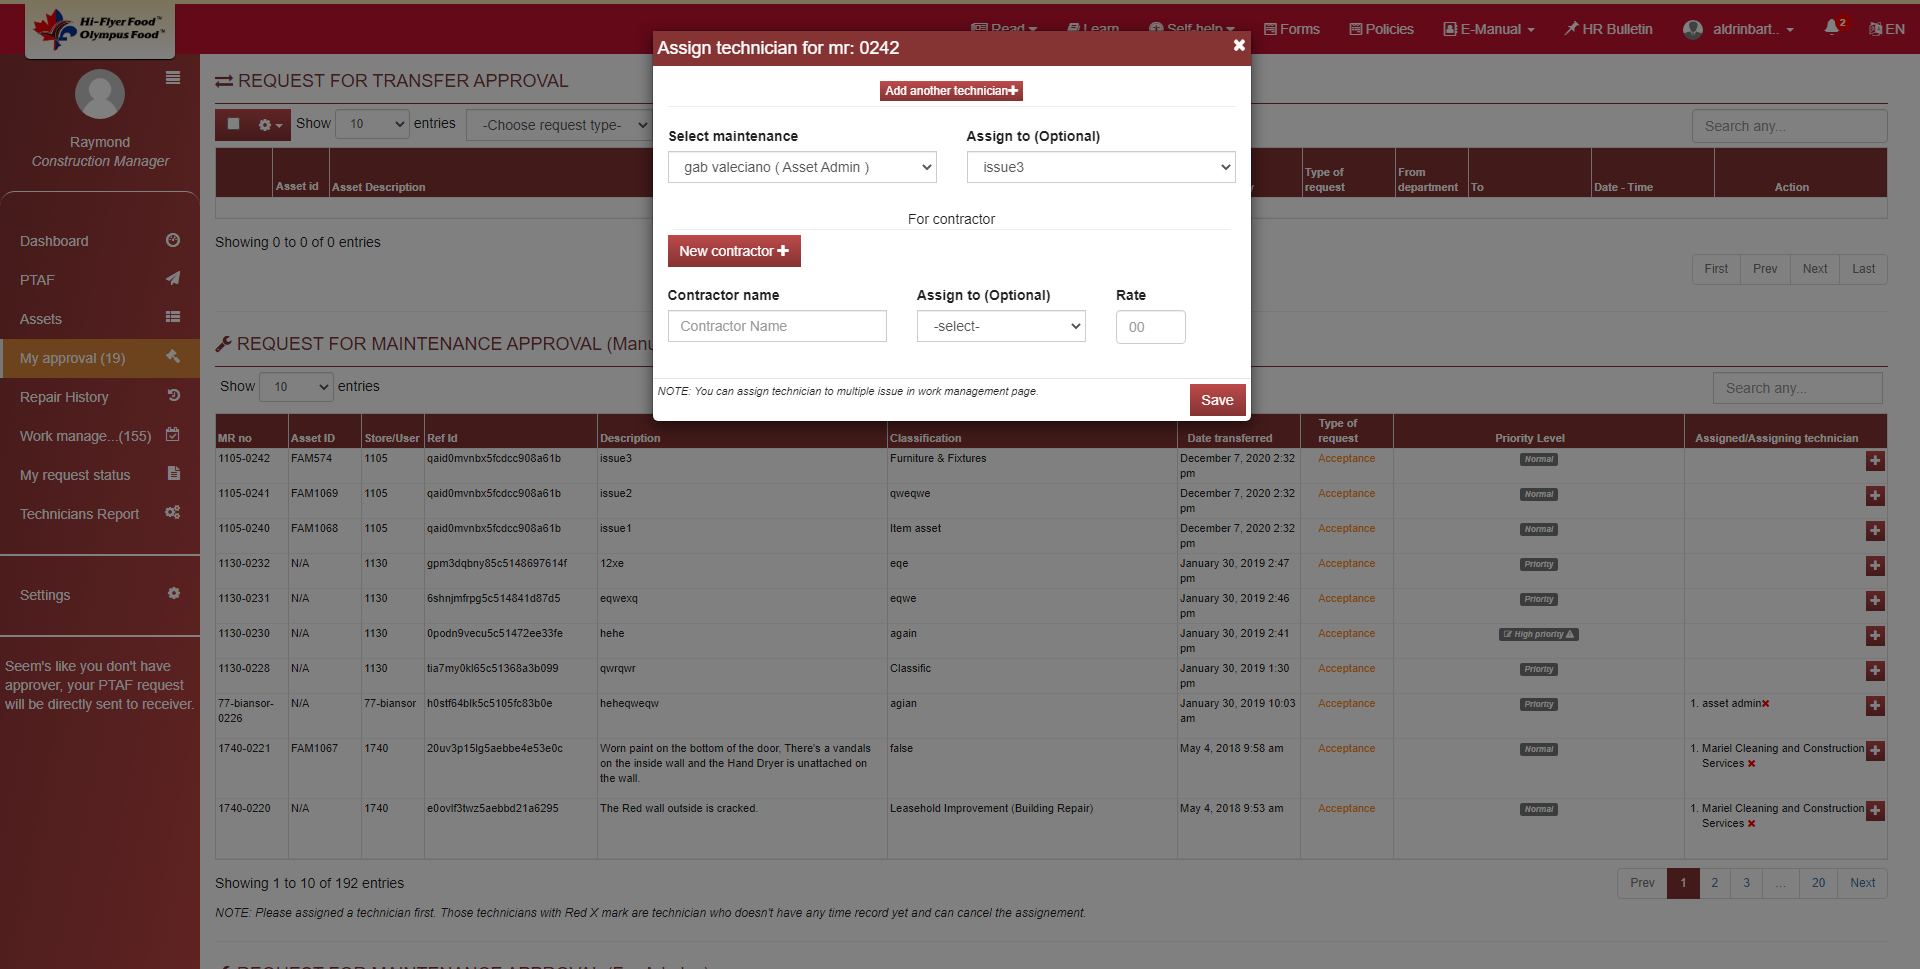 Hi-Flyer Food™
Olympus Food™
Read
Learn
Self-help
Forms
Policies
E-Manual
HR Bulletin
aldrinbart..
2
EN
Raymond
Construction Manager
Dashboard
PTAF
Assets
My approval (19)
Repair History
Work manage...(155)
My request status
Technicians Report
Settings
Seem's like you don't have
approver, your PTAF request
will be directly sent to receiver.
REQUEST FOR TRANSFER APPROVAL
Show 10 entries -Choose request type- Search any...
Asset id Asset Description Type of request From department To Date - Time Action
Showing 0 to 0 of 0 entries
First Prev Next Last
Assign technician for mr: 0242
Add another technician
Select maintenance Assign to (Optional)
gab valeciano ( Asset Admin ) issue3
For contractor
New contractor
Contractor name Assign to (Optional) Rate
Contractor Name -select- 00
NOTE: You can assign technician to multiple issue in work management page.
Save
REQUEST FOR MAINTENANCE APPROVAL (Manu
Show 10 entries Search any...
MR no Asset ID Store/User Ref Id Description Classification Date transferred Type of request Priority Level Assigned/Assigning technician
1105-0242 FAM574 1105 qaid0mvnbx5fcdcc908a61b issue3 Furniture & Fixtures December 7, 2020 2:32 pm Acceptance Normal
1105-0241 FAM1069 1105 qaid0mvnbx5fcdcc908a61b issue2 qweqwe December 7, 2020 2:32 pm Acceptance Normal
1105-0240 FAM1068 1105 qaid0mvnbx5fcdcc908a61b issue1 Item asset December 7, 2020 2:32 pm Acceptance Normal
1130-0232 N/A 1130 gpm3dqbny85c5148697614f 12xe eqe January 30, 2019 2:47 pm Acceptance Priority
1130-0231 N/A 1130 6shnjmfrpg5c514841d87d5 eqwexq eqwe January 30, 2019 2:46 pm Acceptance Priority
1130-0230 N/A 1130 0podn9vecu5c51472ee33fe hehe again January 30, 2019 2:41 pm Acceptance High priority
1130-0228 N/A 1130 tia7my0kl65c51368a3b099 qwrqwr Classific January 30, 2019 1:30 pm Acceptance Priority
77-biansor-0226 N/A 77-biansor h0stf64blk5c5105fc83b0e heheqweqw agian January 30, 2019 10:03 am Acceptance Priority 1. asset admin
1740-0221 FAM1067 1740 20uv3p15lg5aebbe4e53e0c Worn paint on the bottom of the door, There's a vandals on the inside wall and the Hand Dryer is unattached on the wall. false May 4, 2018 9:58 am Acceptance Normal 1. Mariel Cleaning and Construction Services
1740-0220 N/A 1740 e0ovlf3twz5aebbd21a6295 The Red wall outside is cracked. Leasehold Improvement (Building Repair) May 4, 2018 9:53 am Acceptance Normal 1. Mariel Cleaning and Construction Services
Showing 1 to 10 of 192 entries
Prev 1 2 3 ... 20 Next
NOTE: Please assigned a technician first. Those technicians with Red X mark are technician who doesn't have any time record yet and can cancel the assignement.